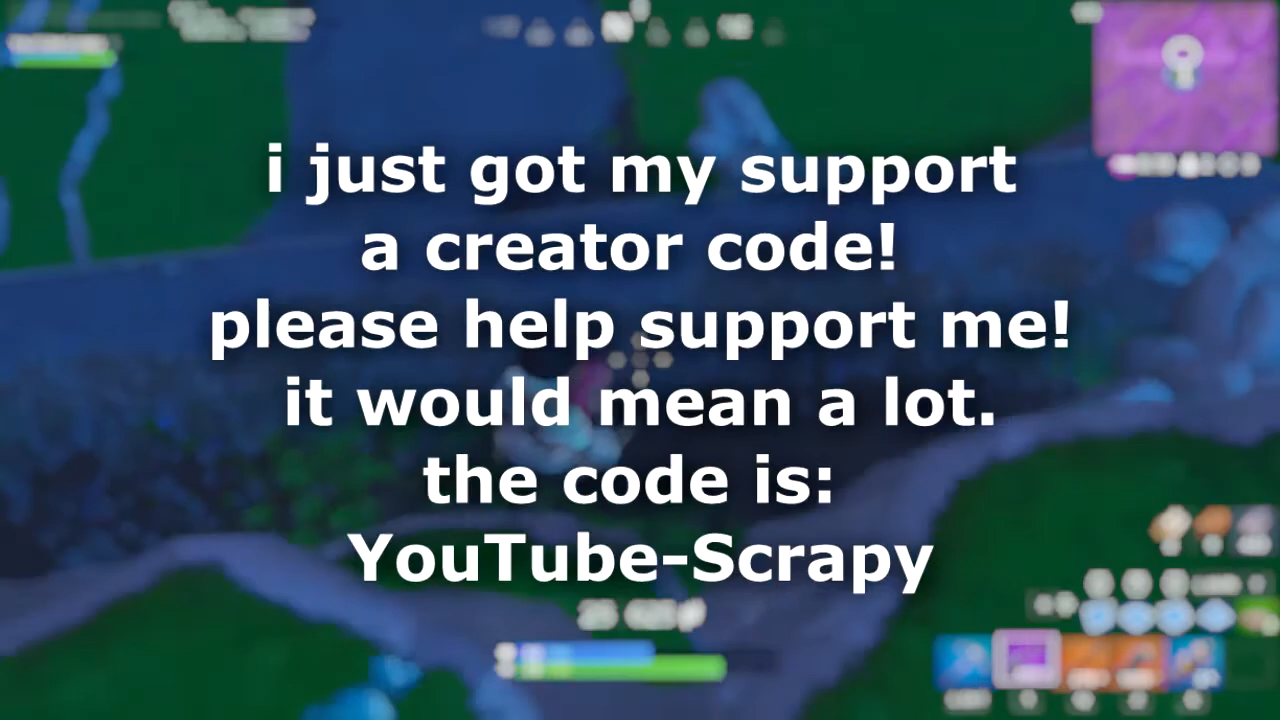 i just got my support
a creator code!
please help support me!
it would mean a lot.
the code is:
YouTube-Scrapy